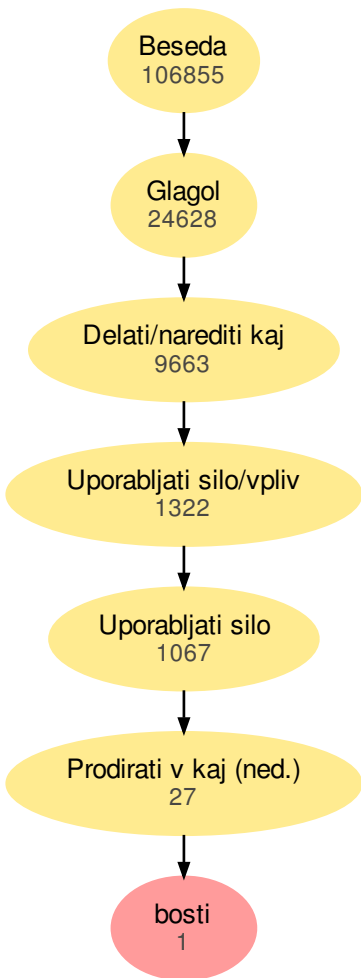 Beseda
106855
Glagol
24628
Delati/narediti kaj
9663
Uporabljati silo/vpliv
1322
Uporabljati silo
1067
Prodirati v kaj (ned.)
27
bosti
1